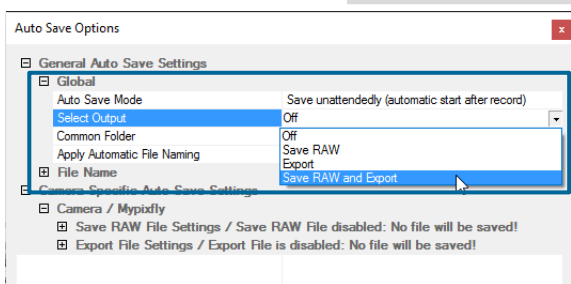 Auto Save Options
x
General Auto Save Settings
Global
Auto Save Mode Save unattendedly (automatic start after record)
Select Output Off
Common Folder Off
Save RAW
Apply Automatic File Naming Export
File Name Save RAW and Export
Camera Specific Auto Save Settings
Camera / Mypixfly
Save RAW File Settings / Save RAW File disabled: No file will be saved!
Export File Settings / Export File is disabled: No file will be saved!